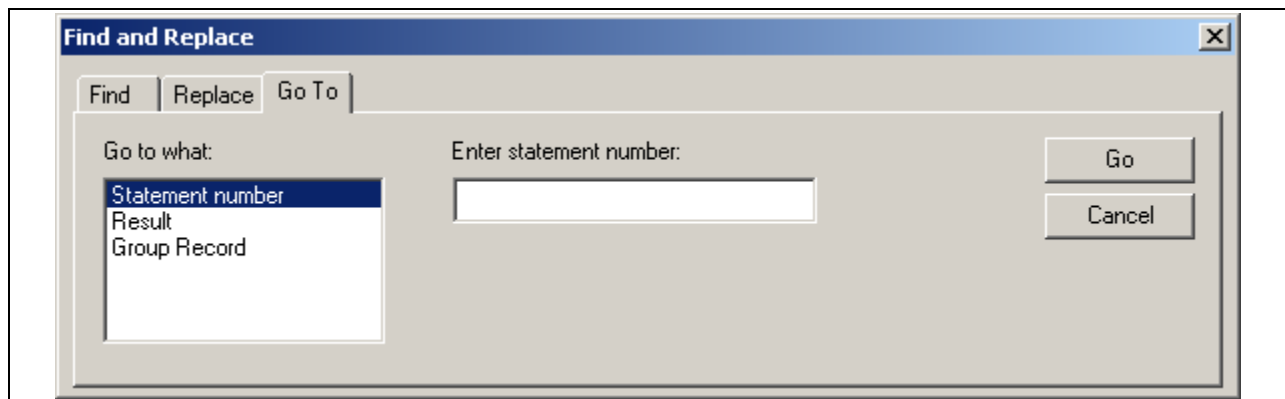 Find and Replace
Find Replace Go To
Go to what:
Statement number
Result
Group Record
Enter statement number:
Go
Cancel